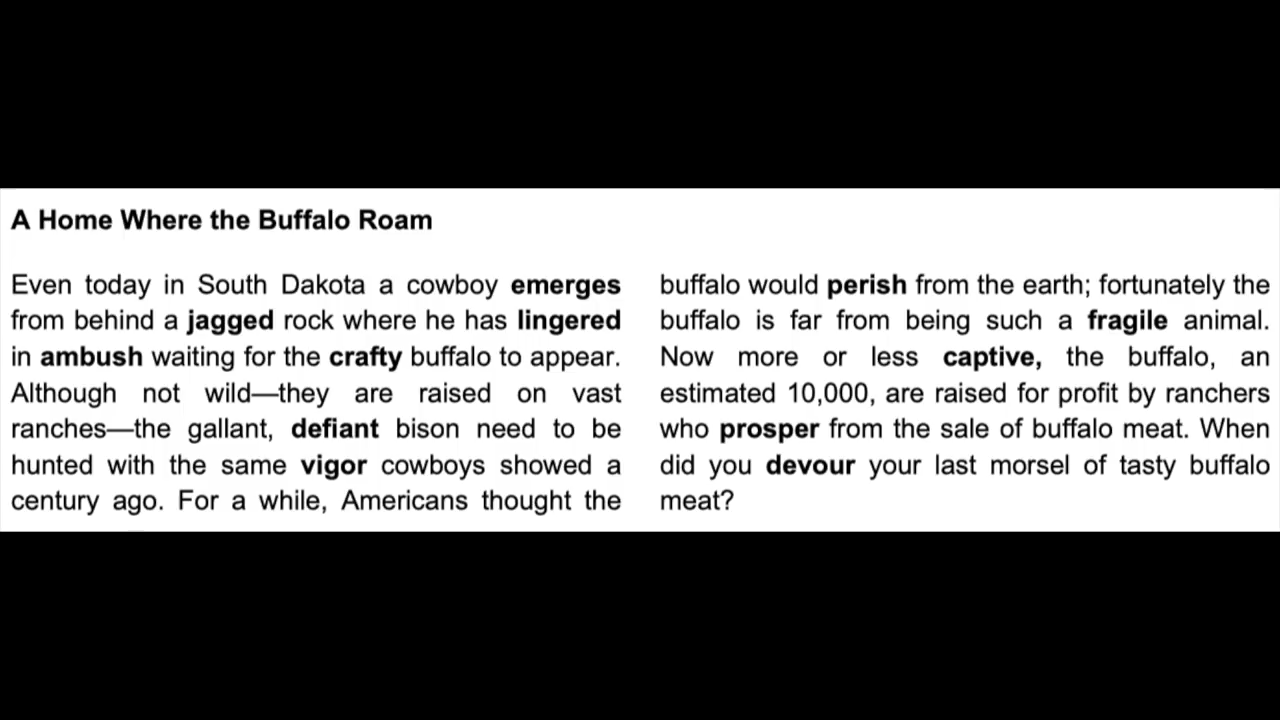 A Home Where the Buffalo Roam
Even today in South Dakota a cowboy emerges
from behind a jagged rock where he has lingered
in ambush waiting for the crafty buffalo to appear.
Although not wild—they are raised on vast
ranches—the gallant, defiant bison need to be
hunted with the same vigor cowboys showed a
century ago. For a while, Americans thought the
buffalo would perish from the earth; fortunately the
buffalo is far from being such a fragile animal.
Now more or less captive, the buffalo, an
estimated 10,000, are raised for profit by ranchers
who prosper from the sale of buffalo meat. When
did you devour your last morsel of tasty buffalo
meat?